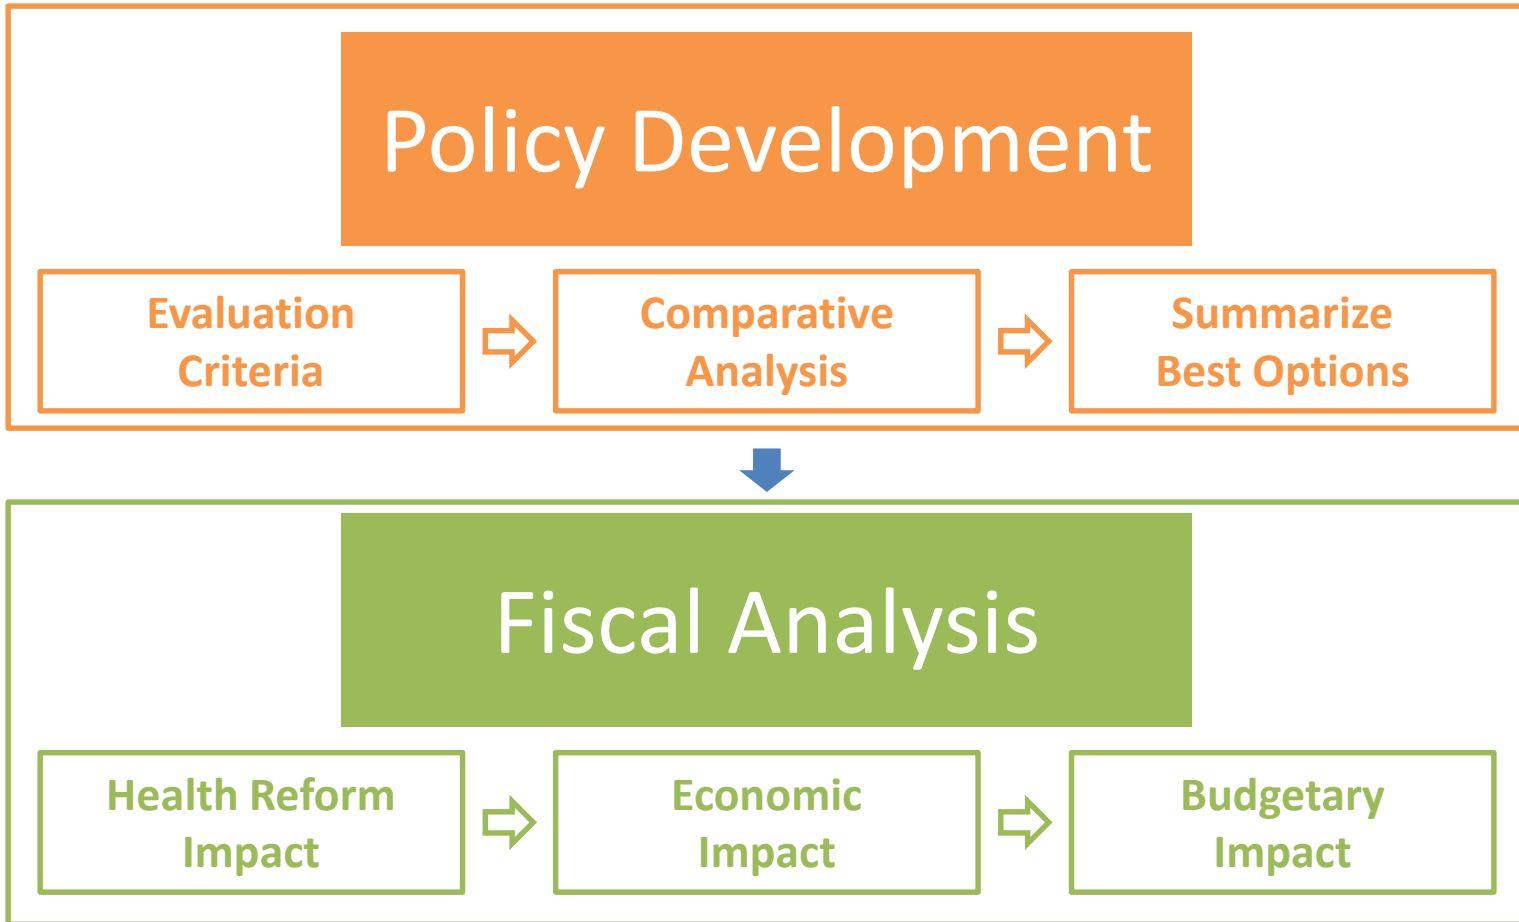 Policy Development
Evaluation
Criteria
Comparative
Analysis
Summarize
Best Options
Fiscal Analysis
Health Reform
Impact
Economic
Impact
Budgetary
Impact